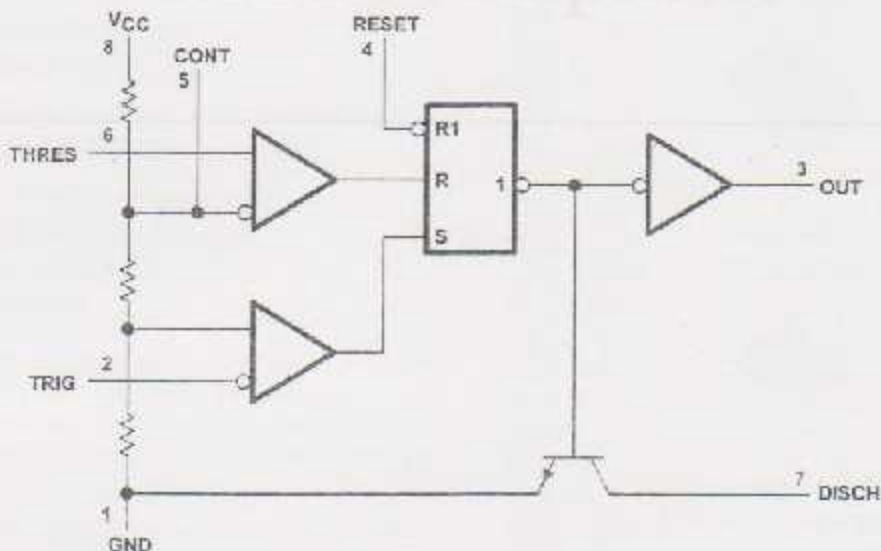 VCC
8
CONT
5
RESET
4
6
THRES
R1
R
1
S
3
OUT
2
TRIG
7
DISCH
1
GND